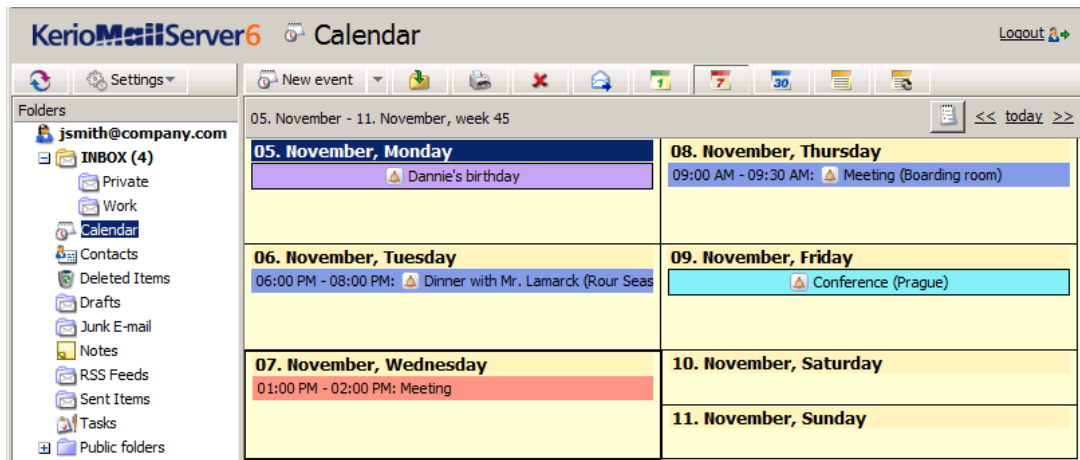 KerioMailServer6 Calendar Logout
Settings New event 1 7 30
Folders
jsmith@company.com
INBOX (4)
Private
Work
Calendar
Contacts
Deleted Items
Drafts
Junk E-mail
Notes
RSS Feeds
Sent Items
Tasks
Public folders
05. November - 11. November, week 45 << today >>
05. November, Monday
Dannie's birthday
06. November, Tuesday
06:00 PM - 08:00 PM: Dinner with Mr. Lamarck (Rour Seas
07. November, Wednesday
01:00 PM - 02:00 PM: Meeting
08. November, Thursday
09:00 AM - 09:30 AM: Meeting (Boarding room)
09. November, Friday
Conference (Prague)
10. November, Saturday
11. November, Sunday